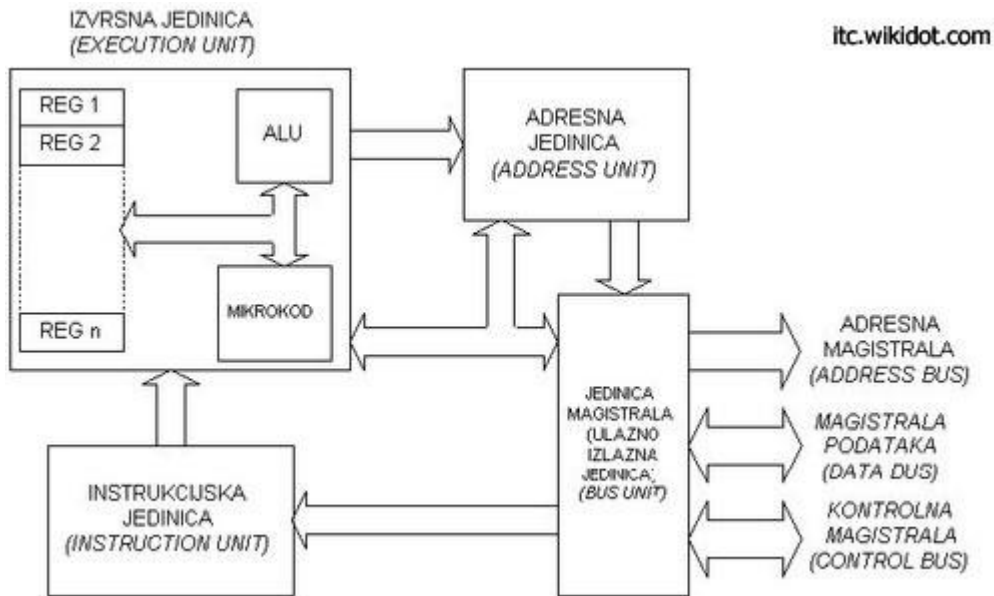 IZVRSNA JEDINICA
(EXECUTION UNIT)
itc.wikidot.com
REG 1
REG 2
REG n
ALU
MIKROKOD
ADRESNA
JEDINICA
(ADDRESS UNIT)
INSTRUKCIJSKA
JEDINICA
(INSTRUCTION UNIT)
JEDINICA
MAGISTRALA
(ULAZNO
IZLAZNA
JEDINICA)
(BUS UNIT)
ADRESNA
MAGISTRALA
(ADDRESS BUS)
MAGISTRALA
PODATAKA
(DATA DUS)
KONTROLNA
MAGISTRALA
(CONTROL BUS)